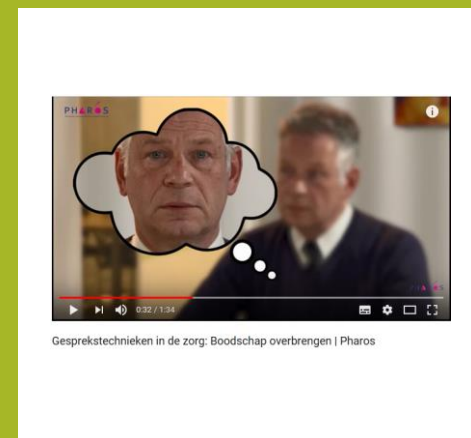 PHAROS
0:32 / 1:34
Gesprekstechnieken in de zorg: Boodschap overbrengen | Pharos